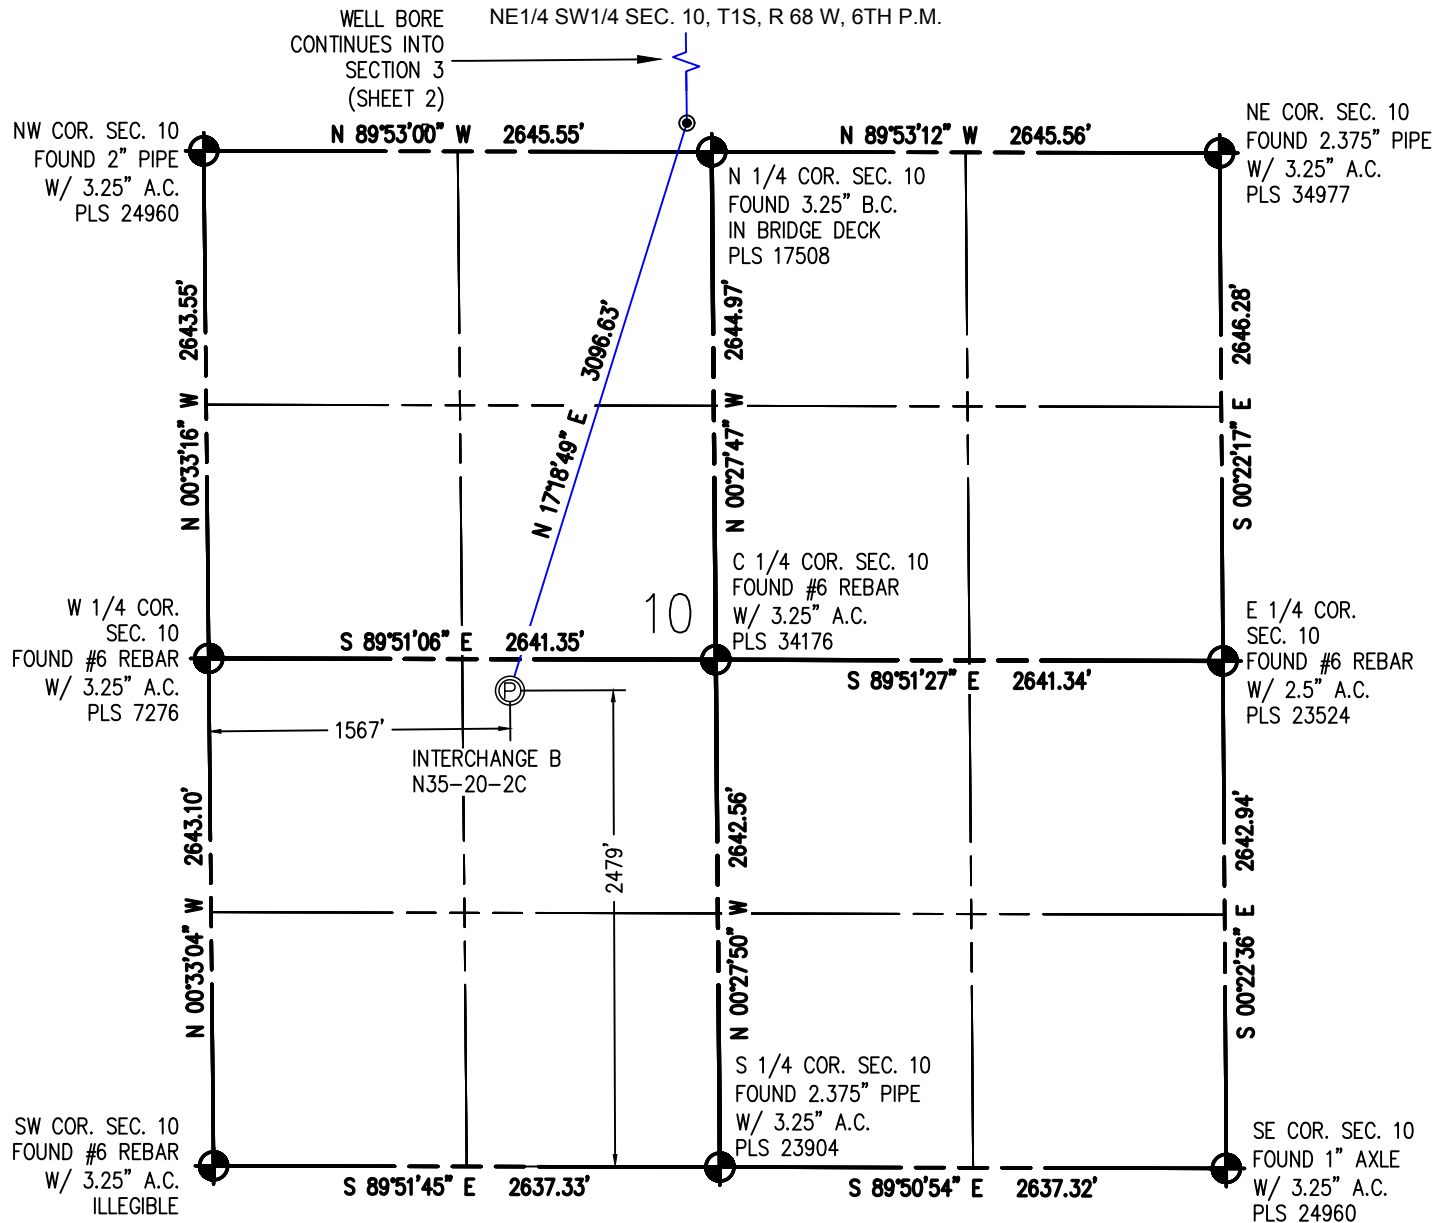 WELL BORE
CONTINUES INTO
SECTION 3
(SHEET 2)
NE1/4 SW1/4 SEC. 10, T1S, R 68 W, 6TH P.M.
NW COR. SEC. 10
FOUND 2" PIPE
W/ 3.25" A.C.
PLS 24960
N 89°53'00" W 2645.55'
N 89°53'12" W 2645.56'
NE COR. SEC. 10
FOUND 2.375" PIPE
W/ 3.25" A.C.
PLS 34977
N 1/4 COR. SEC. 10
FOUND 3.25" B.C.
IN BRIDGE DECK
PLS 17508
N 00°33'16" W 2643.55'
N 17°18'49" E 3096.63'
N 00°27'47" W 2644.97'
S 00°22'17" E 2646.28'
W 1/4 COR.
SEC. 10
FOUND #6 REBAR
W/ 3.25" A.C.
PLS 7276
S 89°51'06" E 2641.35'
10
C 1/4 COR. SEC. 10
FOUND #6 REBAR
W/ 3.25" A.C.
PLS 34176
S 89°51'27" E 2641.34'
E 1/4 COR.
SEC. 10
FOUND #6 REBAR
W/ 2.5" A.C.
PLS 23524
P
1567'
INTERCHANGE B
N35-20-2C
2479'
N 00°33'04" W 2643.10'
N 00°27'50" W 2642.56'
S 00°22'36" E 2642.94'
SW COR. SEC. 10
FOUND #6 REBAR
W/ 3.25" A.C.
ILLEGIBLE
S 89°51'45" E 2637.33'
S 1/4 COR. SEC. 10
FOUND 2.375" PIPE
W/ 3.25" A.C.
PLS 23904
S 89°50'54" E 2637.32'
SE COR. SEC. 10
FOUND 1" AXLE
W/ 3.25" A.C.
PLS 24960